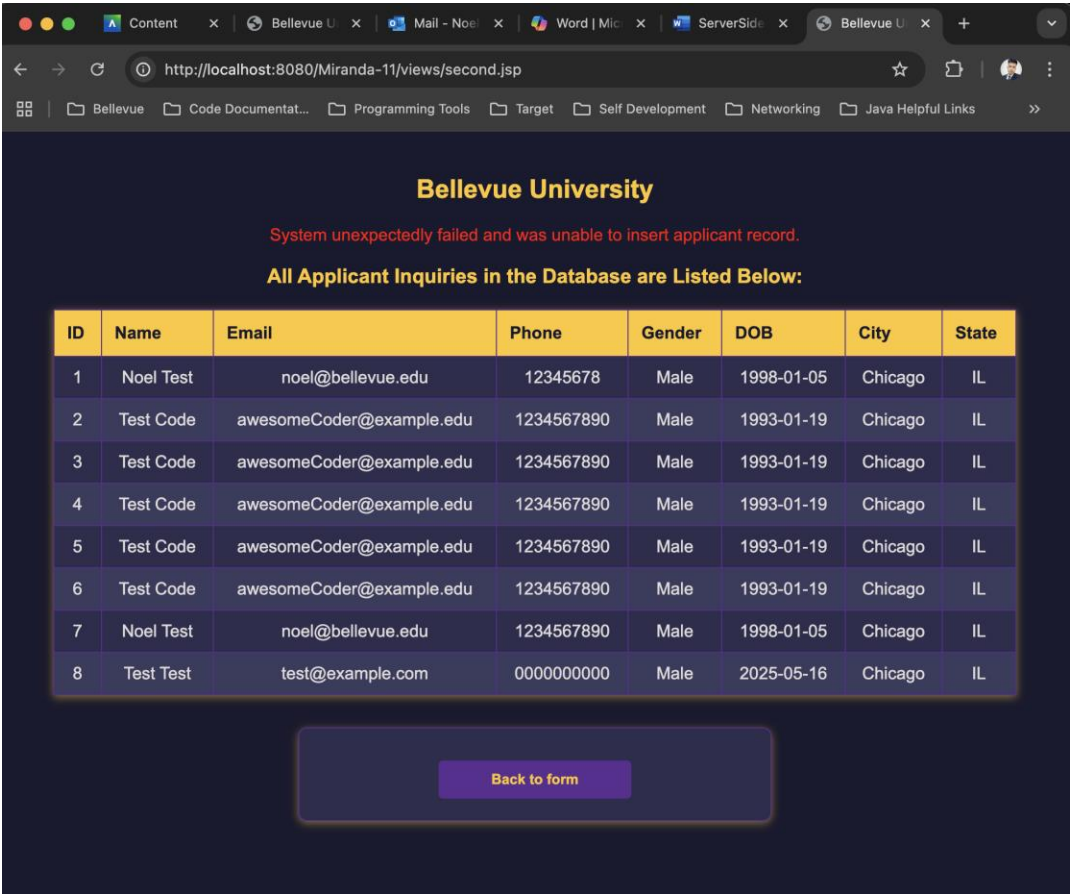 Content
Bellevue U
Mail - Noel
Word | Mic
ServerSide
Bellevue U
http://localhost:8080/Miranda-11/views/second.jsp
Bellevue
Code Documentat...
Programming Tools
Target
Self Development
Networking
Java Helpful Links
Bellevue University
System unexpectedly failed and was unable to insert applicant record.
All Applicant Inquiries in the Database are Listed Below:
ID Name Email Phone Gender DOB City State
1 Noel Test noel@bellevue.edu 12345678 Male 1998-01-05 Chicago IL
2 Test Code awesomeCoder@example.edu 1234567890 Male 1993-01-19 Chicago IL
3 Test Code awesomeCoder@example.edu 1234567890 Male 1993-01-19 Chicago IL
4 Test Code awesomeCoder@example.edu 1234567890 Male 1993-01-19 Chicago IL
5 Test Code awesomeCoder@example.edu 1234567890 Male 1993-01-19 Chicago IL
6 Test Code awesomeCoder@example.edu 1234567890 Male 1993-01-19 Chicago IL
7 Noel Test noel@bellevue.edu 1234567890 Male 1998-01-05 Chicago IL
8 Test Test test@example.com 0000000000 Male 2025-05-16 Chicago IL
Back to form